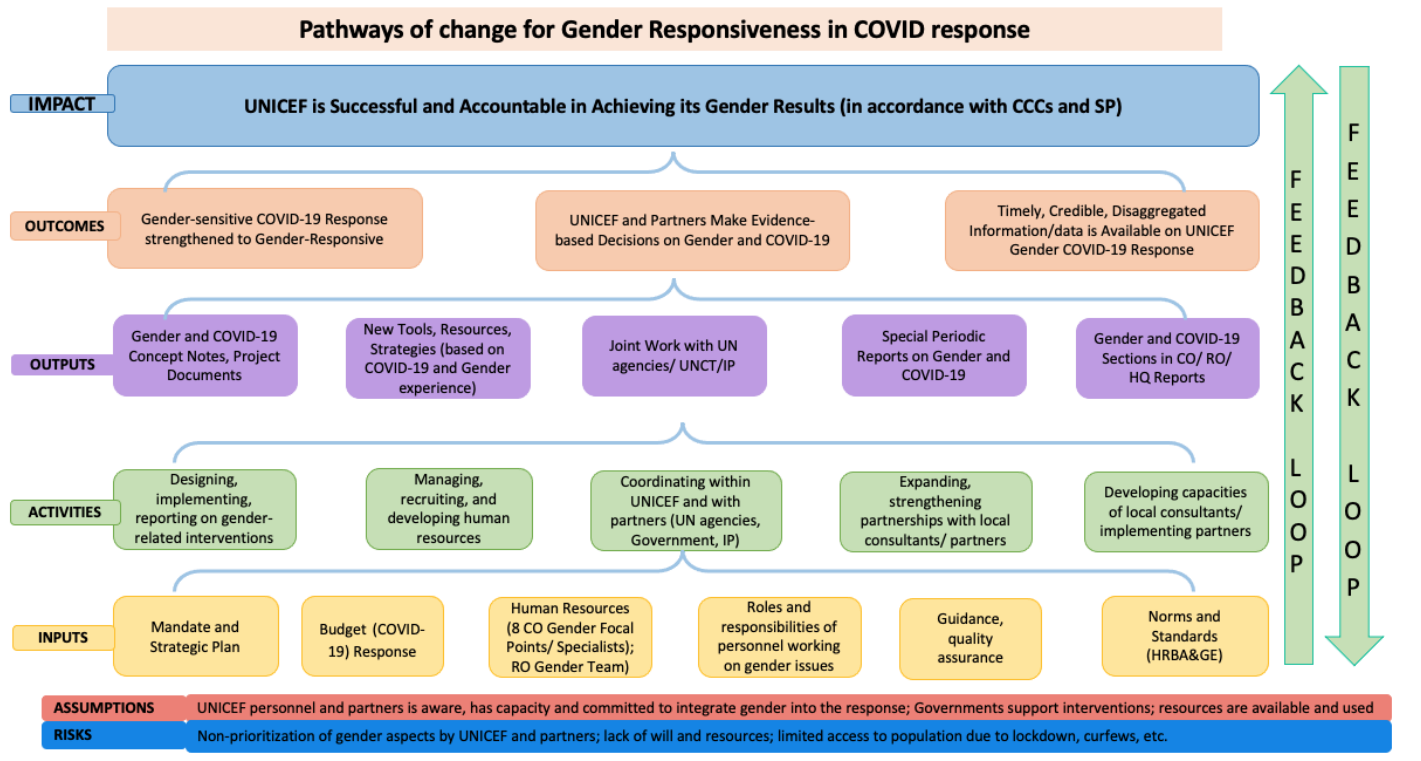 Pathways of change for Gender Responsiveness in COVID response
IMPACT
UNICEF is Successful and Accountable in Achieving its Gender Results (in accordance with CCCs and SP)
OUTCOMES
Gender-sensitive COVID-19 Response
strengthened to Gender-Responsive
UNICEF and Partners Make Evidence-
based Decisions on Gender and COVID-19
Timely, Credible, Disaggregated
Information/data is Available on UNICEF
Gender COVID-19 Response
OUTPUTS
Gender and COVID-19
Concept Notes, Project
Documents
New Tools, Resources,
Strategies (based on
COVID-19 and Gender
experience)
Joint Work with UN
agencies/ UNCT/IP
Special Periodic
Reports on Gender and
COVID-19
Gender and COVID-19
Sections in CO/ RO/
HQ Reports
ACTIVITIES
Designing,
implementing,
reporting on gender-
related interventions
Managing,
recruiting, and
developing human
resources
Coordinating within
UNICEF and with
partners (UN agencies,
Government, IP)
Expanding,
strengthening
partnerships with local
consultants/ partners
Developing capacities
of local consultants/
implementing partners
INPUTS
Mandate and
Strategic Plan
Budget (COVID-
19) Response
Human Resources
(8 CO Gender Focal
Points/ Specialists);
RO Gender Team)
Roles and
responsibilities of
personnel working
on gender issues
Guidance,
quality
assurance
Norms and
Standards
(HRBA&GE)
FEEDBACK LOOP
FEEDBACK LOOP
ASSUMPTIONS
UNICEF personnel and partners is aware, has capacity and committed to integrate gender into the response; Governments support interventions; resources are available and used
RISKS
Non-prioritization of gender aspects by UNICEF and partners; lack of will and resources; limited access to population due to lockdown, curfews, etc.